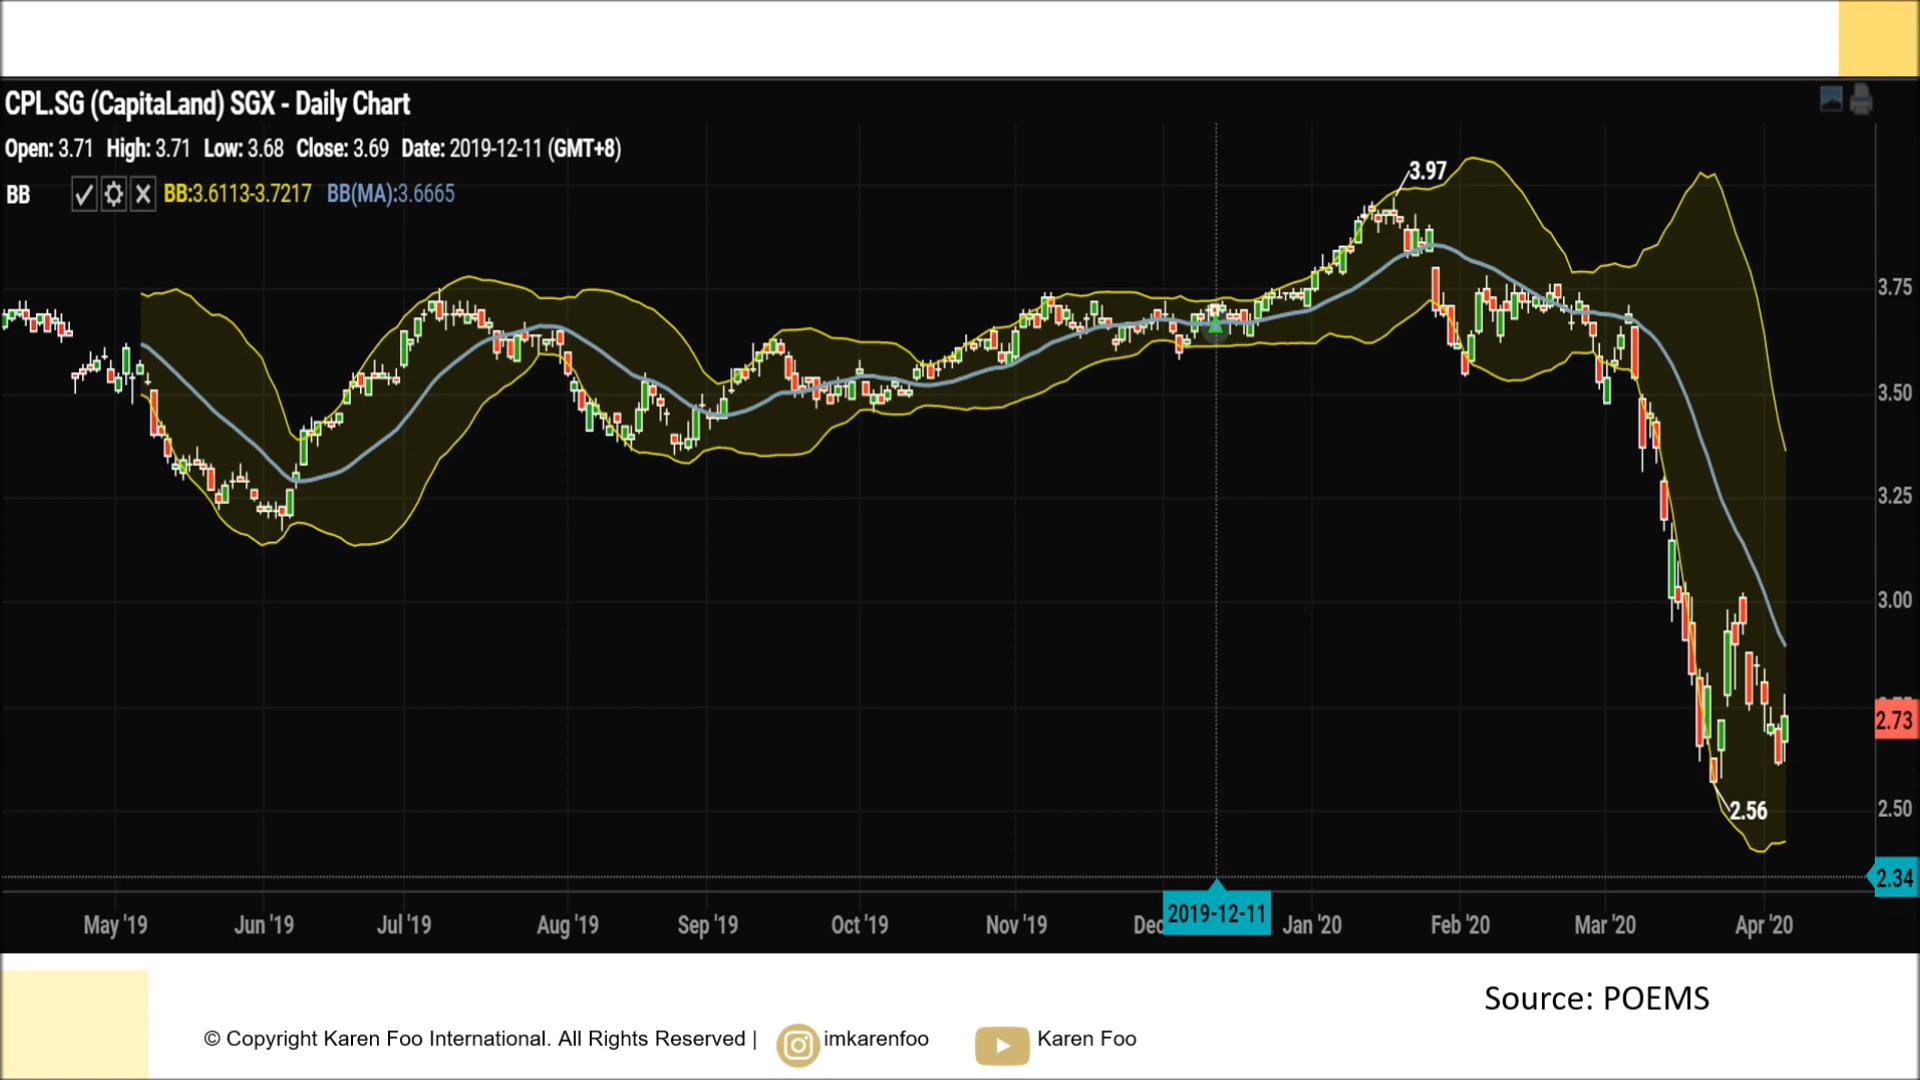 CPL.SG (CapitaLand) SGX - Daily Chart
Open: 3.71 High: 3.71 Low: 3.68 Close: 3.69 Date: 2019-12-11 (GMT+8)
BB BB:3.6113-3.7217 BB(MA):3.6665
3.97
3.75
3.50
3.25
3.00
2.73
2.56
2.50
2.34
May '19 Jun '19 Jul '19 Aug '19 Sep '19 Oct '19 Nov '19 Dec 2019-12-11 Jan '20 Feb '20 Mar '20 Apr '20
Source: POEMS
© Copyright Karen Foo International. All Rights Reserved | imkarenfoo Karen Foo